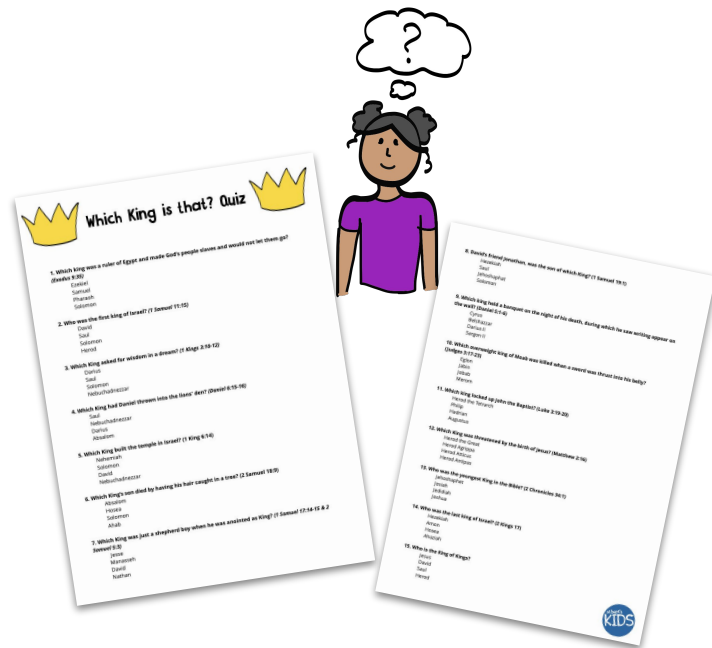 ?
Which King is that? Quiz
1. Which king was a ruler of Egypt and made God's people slaves and would not let them go?
(Exodus 9:35)
Ezekiel
Samuel
Pharaoh
Solomon
2. Who was the first king of Israel? (1 Samuel 11:15)
David
Saul
Solomon
Herod
3. Which King asked for wisdom in a dream? (1 Kings 3:10-12)
Darius
Saul
Solomon
Nebuchadnezzar
4. Which King had Daniel thrown into the lions' den? (Daniel 6:15-16)
Saul
Nebuchadnezzar
Darius
Absalom
5. Which King built the temple in Israel? (1 King 6:14)
Nehemiah
Solomon
David
Nebuchadnezzar
6. Which King's son died by having his hair caught in a tree? (2 Samuel 18:9)
Absalom
Hosea
Solomon
Ahab
7. Which King was just a shepherd boy when he was anointed as King? (1 Samuel 17:14-15 & 2
Samuel 5:3)
Jesse
Manasseh
David
Nathan
8. David's friend Jonathan, was the son of which King? (1 Samuel 19:1)
Hezekiah
Saul
Jehoshaphat
Solomon
9. Which king held a banquet on the night of his death, during which he saw writing appear on
the wall? (Daniel 5:1-6)
Cyrus
Belshazzar
Darius II
Sargon II
10. Which overweight king of Moab was killed when a sword was thrust into his belly?
(Judges 3:17-23)
Eglon
Jabin
Jobab
Merom
11. Which king locked up John the Baptist? (Luke 3:19-20)
Herod the Tetrarch
Philip
Hadrian
Augustus
12. Which King was threatened by the birth of Jesus? (Matthew 2:16)
Herod the Great
Herod Agrippa
Herod Atticus
Herod Antipas
13. Who was the youngest King in the Bible? (2 Chronicles 34:1)
Jehoshaphat
Josiah
Jedidiah
Joshua
14. Who was the last king of Israel? (2 Kings 17)
Hezekiah
Amon
Hosea
Ahaziah
15. Who is the King of Kings?
Jesus
David
Saul
Herod
KIDS